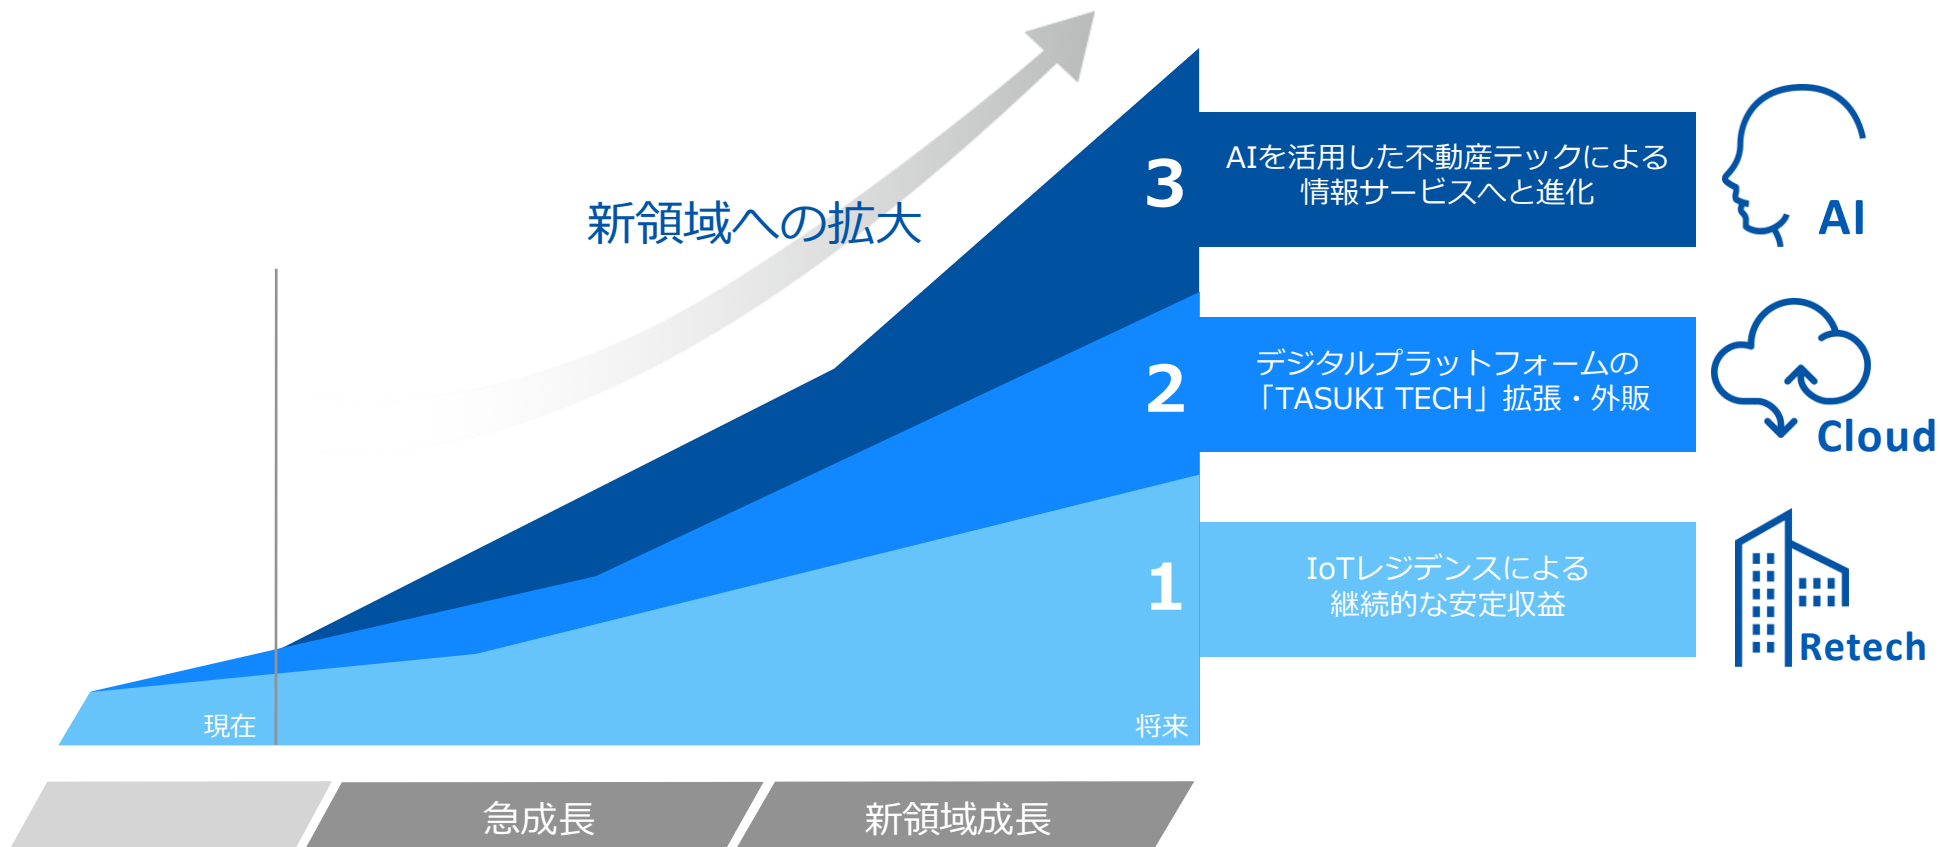 新領域への拡大
3
AIを活用した不動産テックによる
情報サービスへと進化
AI
2
デジタルプラットフォームの
「TASUKI TECH」拡張・外販
Cloud
1
IoTレジデンスによる
継続的な安定収益
Retech
現在
将来
急成長
新領域成長